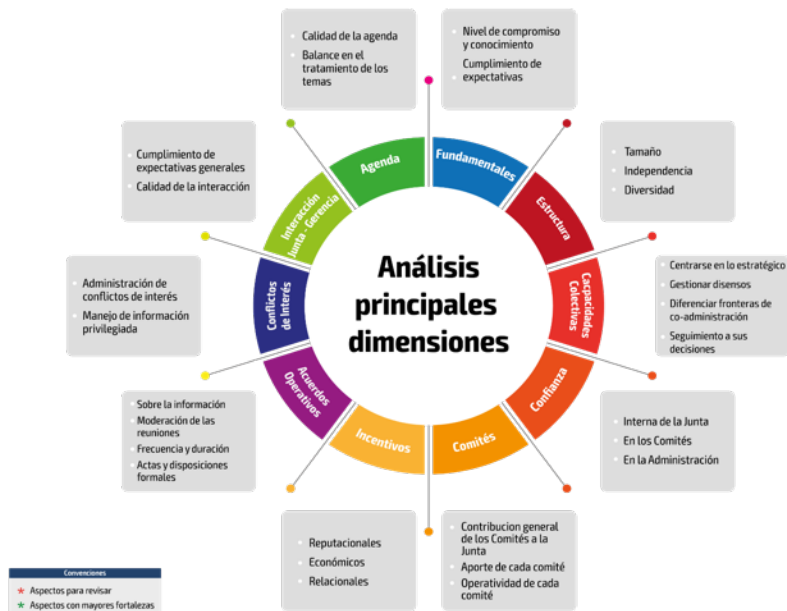 Calidad de la agenda
Balance en el
tratamiento de los
temas
Nivel de compromiso
y conocimiento
Cumplimiento de
expectativas
Cumplimiento de
expectativas generales
Calidad de la interacción
Agenda
Fundamentales
Tamaño
Independencia
Diversidad
Interacción
Junta - Gerencia
Estructura
Administración de
conflictos de interés
Manejo de información
privilegiada
Conflictos
de Interés
Análisis
principales
dimensiones
Cacpacidades
Colectivas
Centrarse en lo estratégico
Gestionar disensos
Diferenciar fronteras de
co-administración
Seguimiento a sus
decisiones
Acuerdos
Operativos
Confianza
Sobre la información
Moderación de las
reuniones
Frecuencia y duración
Actas y disposiciones
formales
Incentivos
Comités
Interna de la Junta
En los Comités
En la Administración
Reputacionales
Económicos
Relacionales
Contribucion general
de los Comités a la
Junta
Aporte de cada comité
Operatividad de cada
comité
Convenciones
Aspectos para revisar
Aspectos con mayores fortalezas